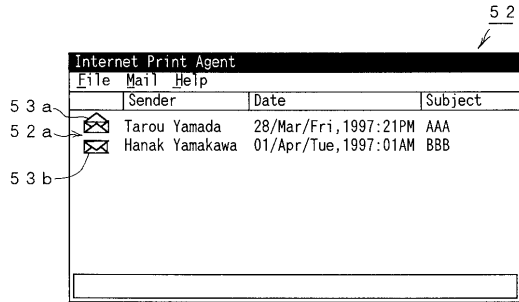 52
Internet Print Agent
File Mail Help
Sender Date Subject
53a
52a
Tarou Yamada 28/Mar/Fri,1997:21PM AAA
Hanak Yamakawa 01/Apr/Tue,1997:01AM BBB
53b